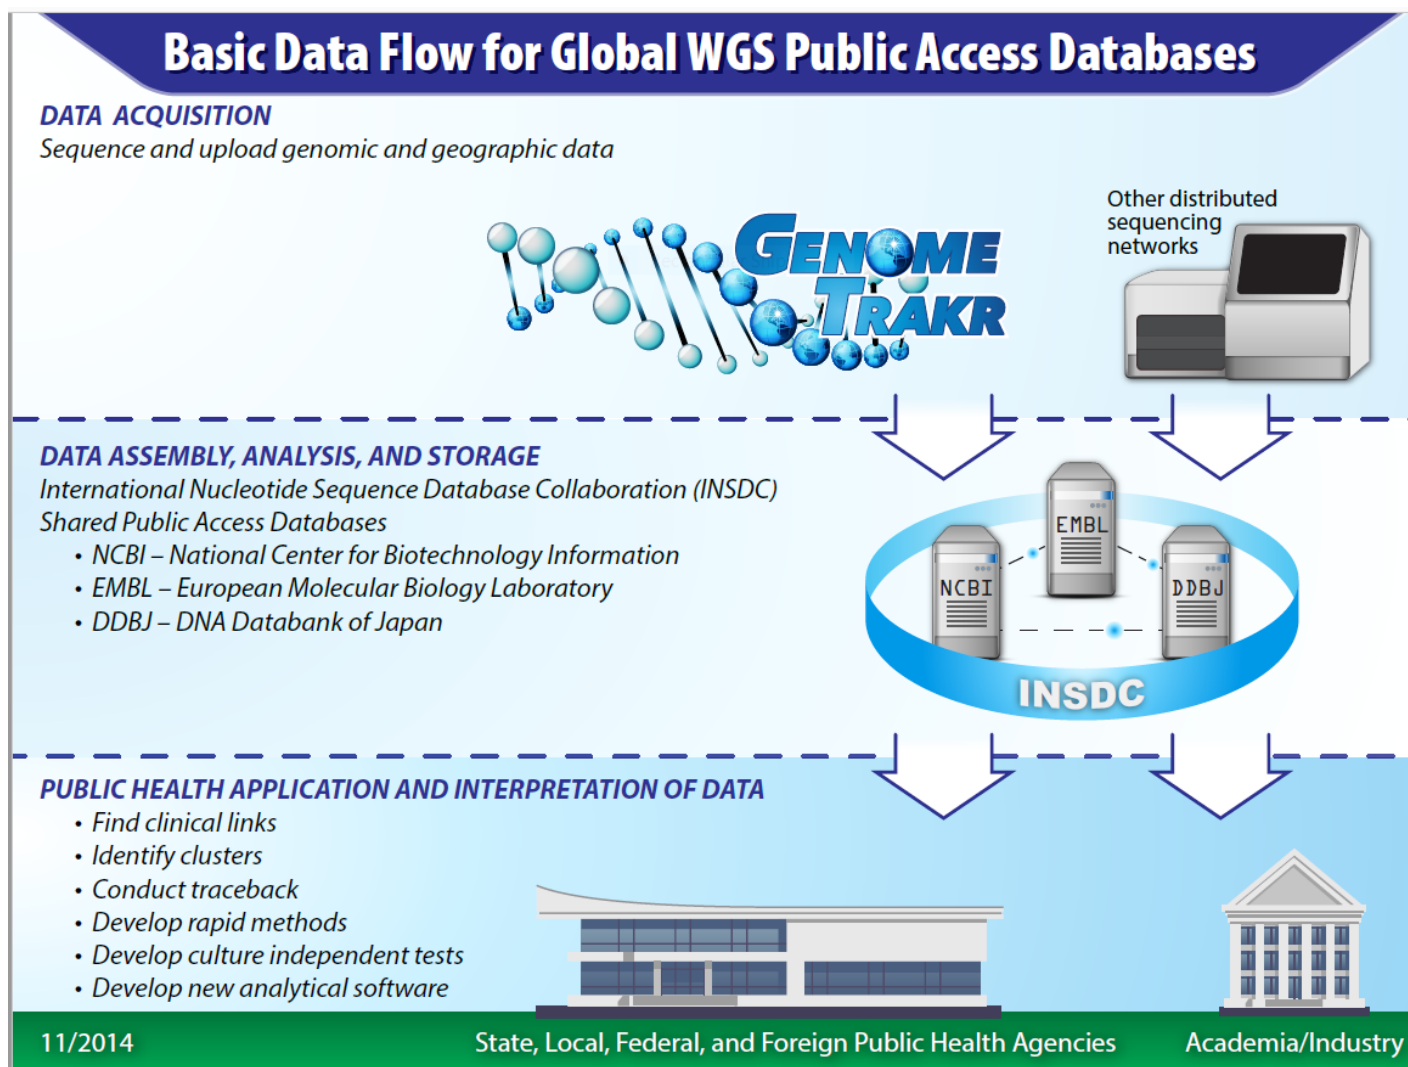 Basic Data Flow for Global WGS Public Access Databases
DATA ACQUISITION
Sequence and upload genomic and geographic data
GENOME
TRAKR
Other distributed
sequencing
networks
DATA ASSEMBLY, ANALYSIS, AND STORAGE
International Nucleotide Sequence Database Collaboration (INSDC)
Shared Public Access Databases
• NCBI – National Center for Biotechnology Information
• EMBL – European Molecular Biology Laboratory
• DDBJ – DNA Databank of Japan
EMBL
NCBI
DDBJ
INSDC
PUBLIC HEALTH APPLICATION AND INTERPRETATION OF DATA
• Find clinical links
• Identify clusters
• Conduct traceback
• Develop rapid methods
• Develop culture independent tests
• Develop new analytical software
11/2014
State, Local, Federal, and Foreign Public Health Agencies
Academia/Industry